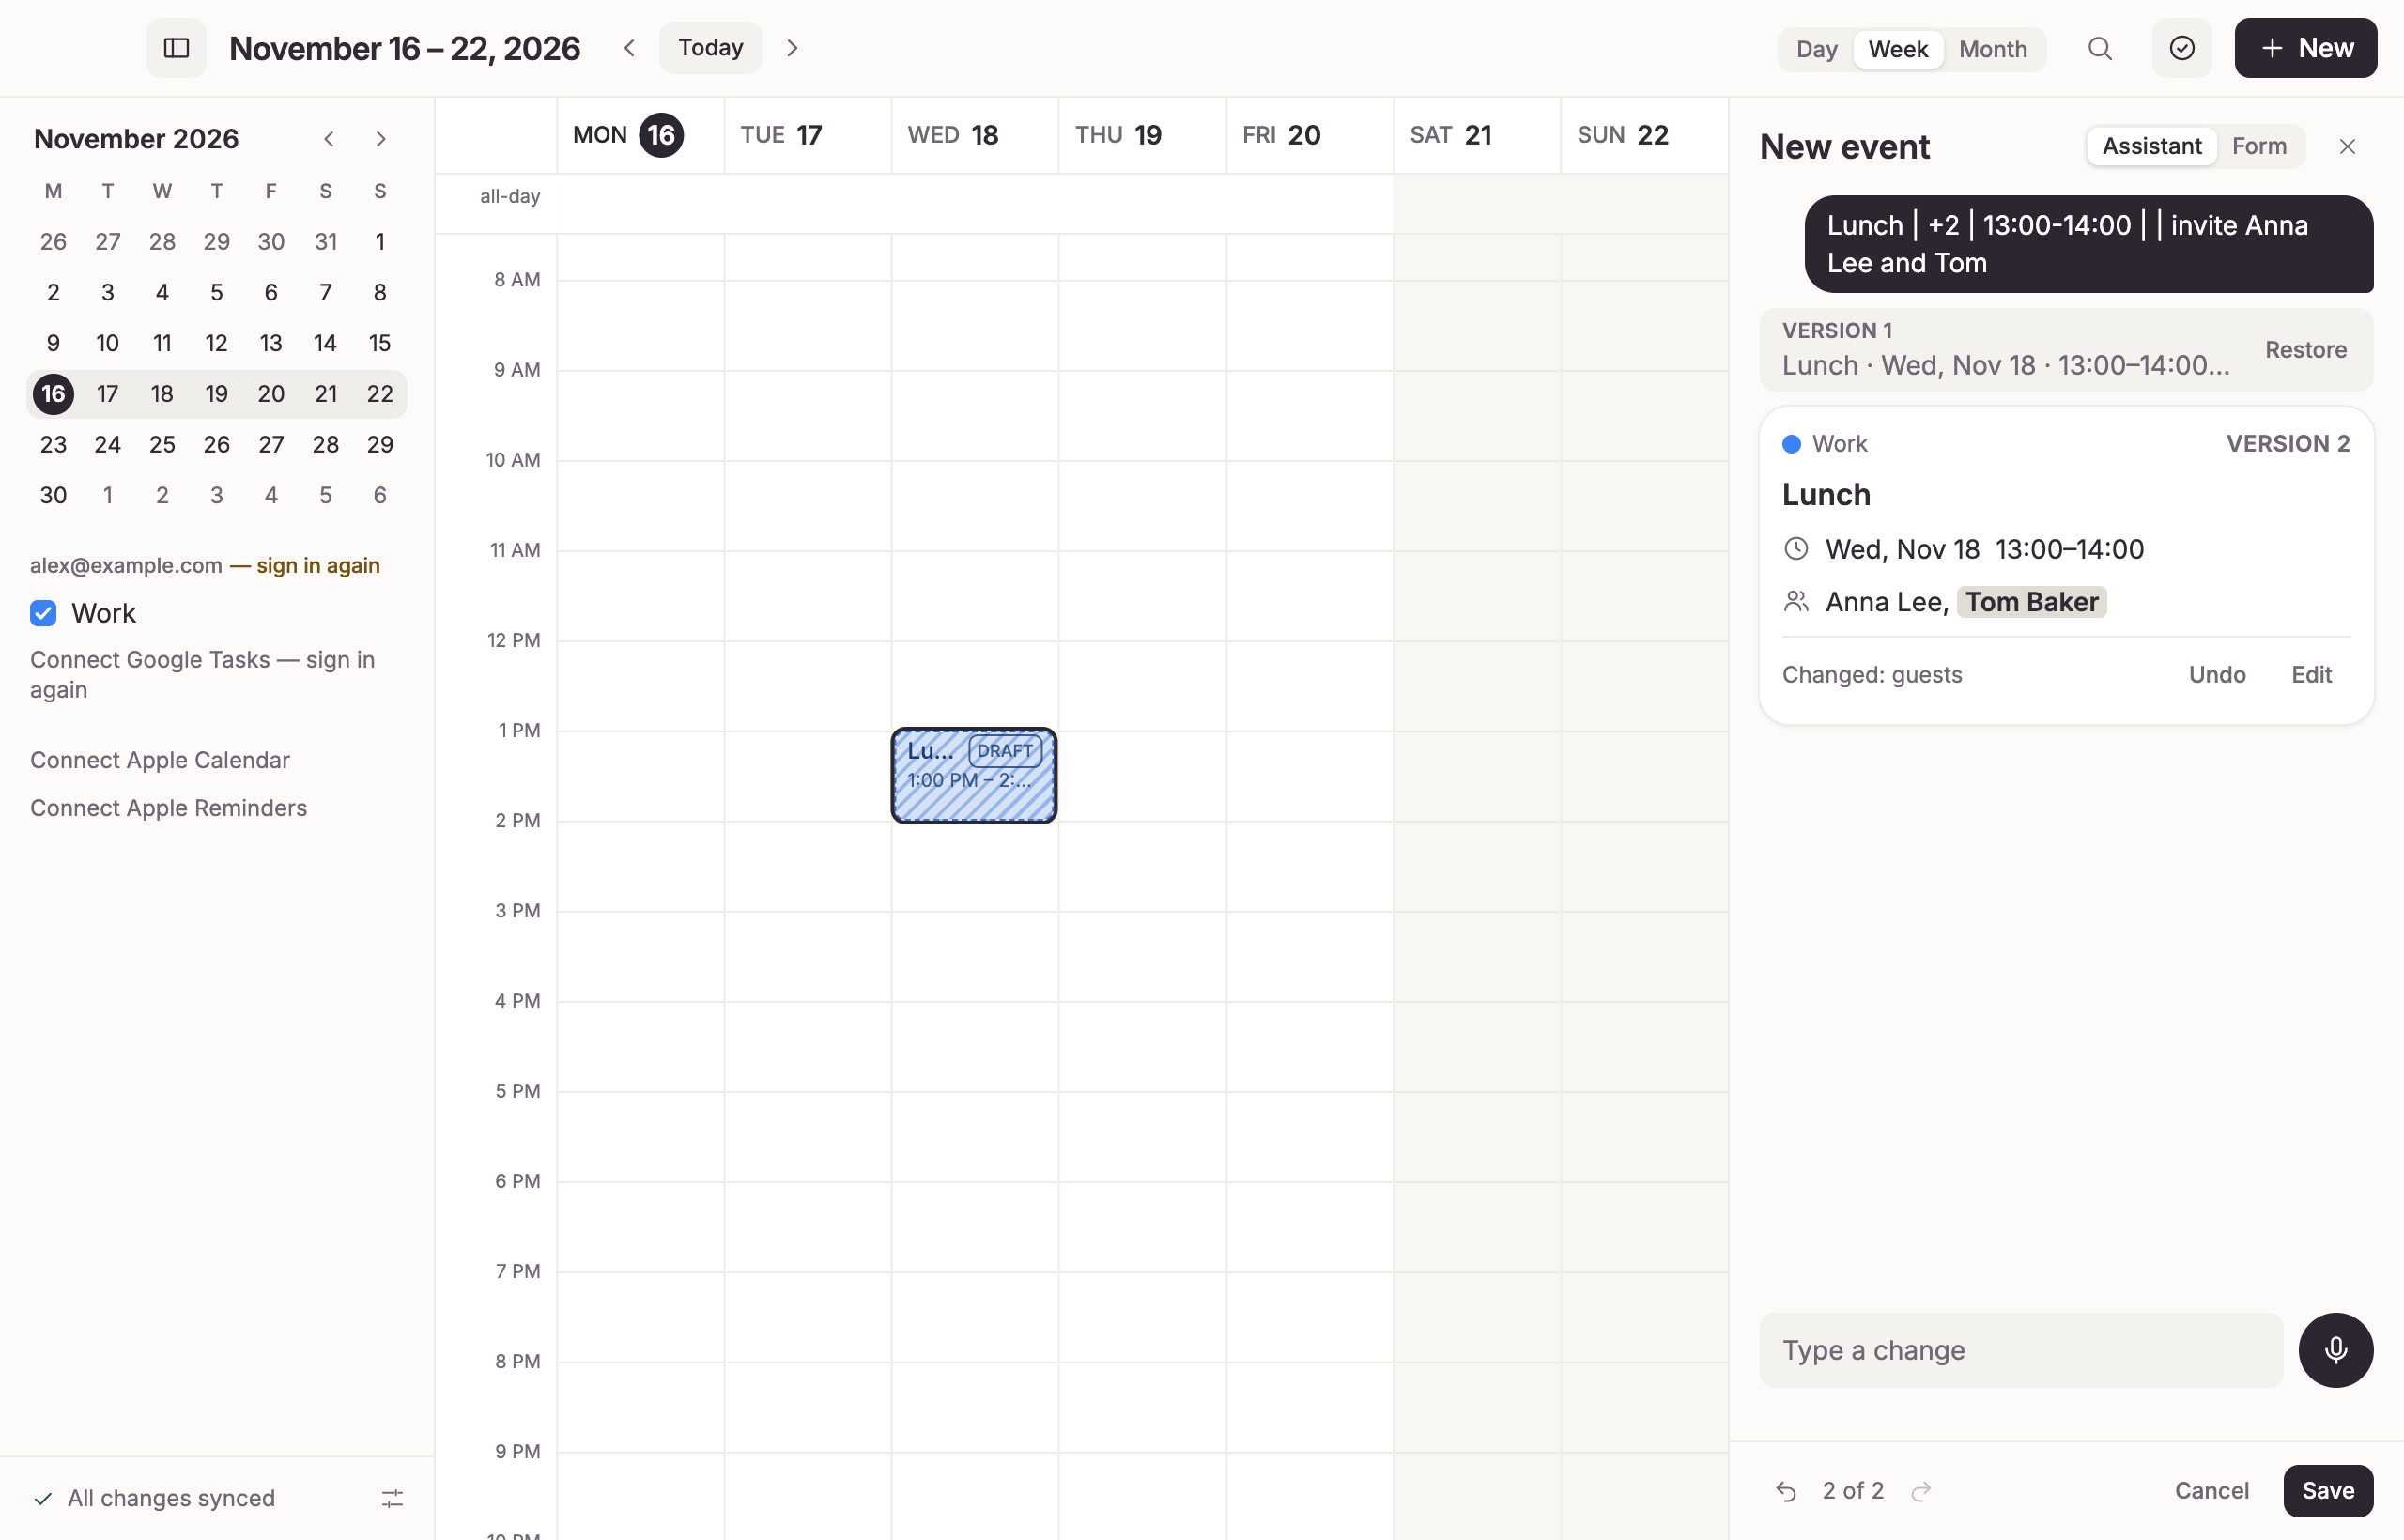 November 16 – 22, 2026
Today
Day Week Month
New
November 2026
M T W T F S S
26 27 28 29 30 31 1
2 3 4 5 6 7 8
9 10 11 12 13 14 15
16 17 18 19 20 21 22
23 24 25 26 27 28 29
30 1 2 3 4 5 6
alex@example.com — sign in again
Work
Connect Google Tasks — sign in
again
Connect Apple Calendar
Connect Apple Reminders
All changes synced
MON 16 TUE 17 WED 18 THU 19 FRI 20 SAT 21 SUN 22
all-day
8 AM
9 AM
10 AM
11 AM
12 PM
1 PM
Lu... DRAFT
1:00 PM – 2:...
2 PM
3 PM
4 PM
5 PM
6 PM
7 PM
8 PM
9 PM
10 PM
New event
Assistant Form
Lunch | +2 | 13:00-14:00 | | invite Anna
Lee and Tom
VERSION 1
Lunch · Wed, Nov 18 · 13:00–14:00...
Restore
Work VERSION 2
Lunch
Wed, Nov 18 13:00–14:00
Anna Lee, Tom Baker
Changed: guests Undo Edit
Type a change
2 of 2 Cancel Save